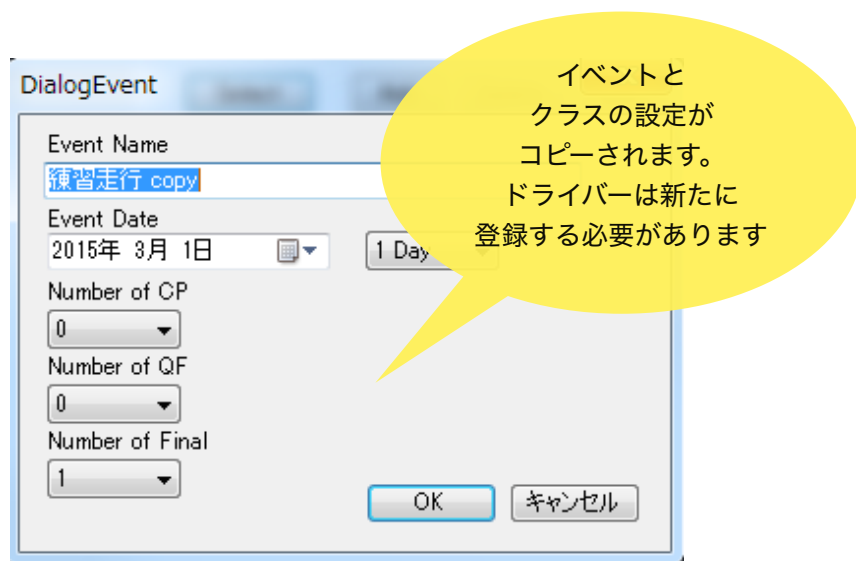 DialogEvent
イベントと
クラスの設定が
コピーされます。
ドライバーは新たに
登録する必要があります
Event Name
練習走行 copy
Event Date
2015年 3月 1日
1 Day
Number of CP
0
Number of QF
0
Number of Final
1
OK
キャンセル